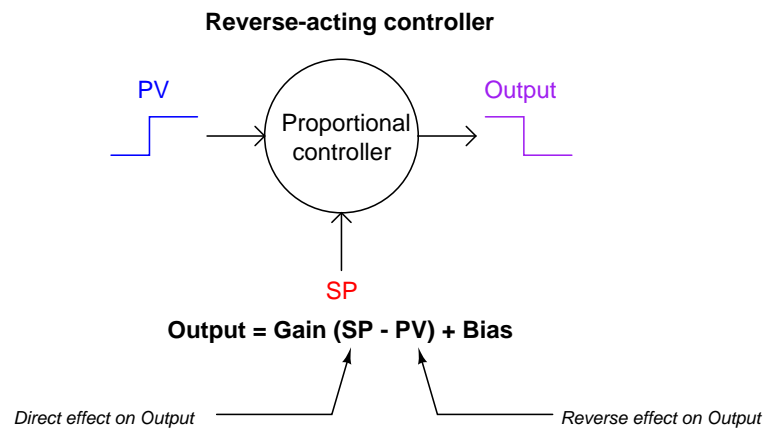 Reverse-acting controller
PV
Output
Proportional
controller
SP
Output = Gain (SP - PV) + Bias
Direct effect on Output
Reverse effect on Output